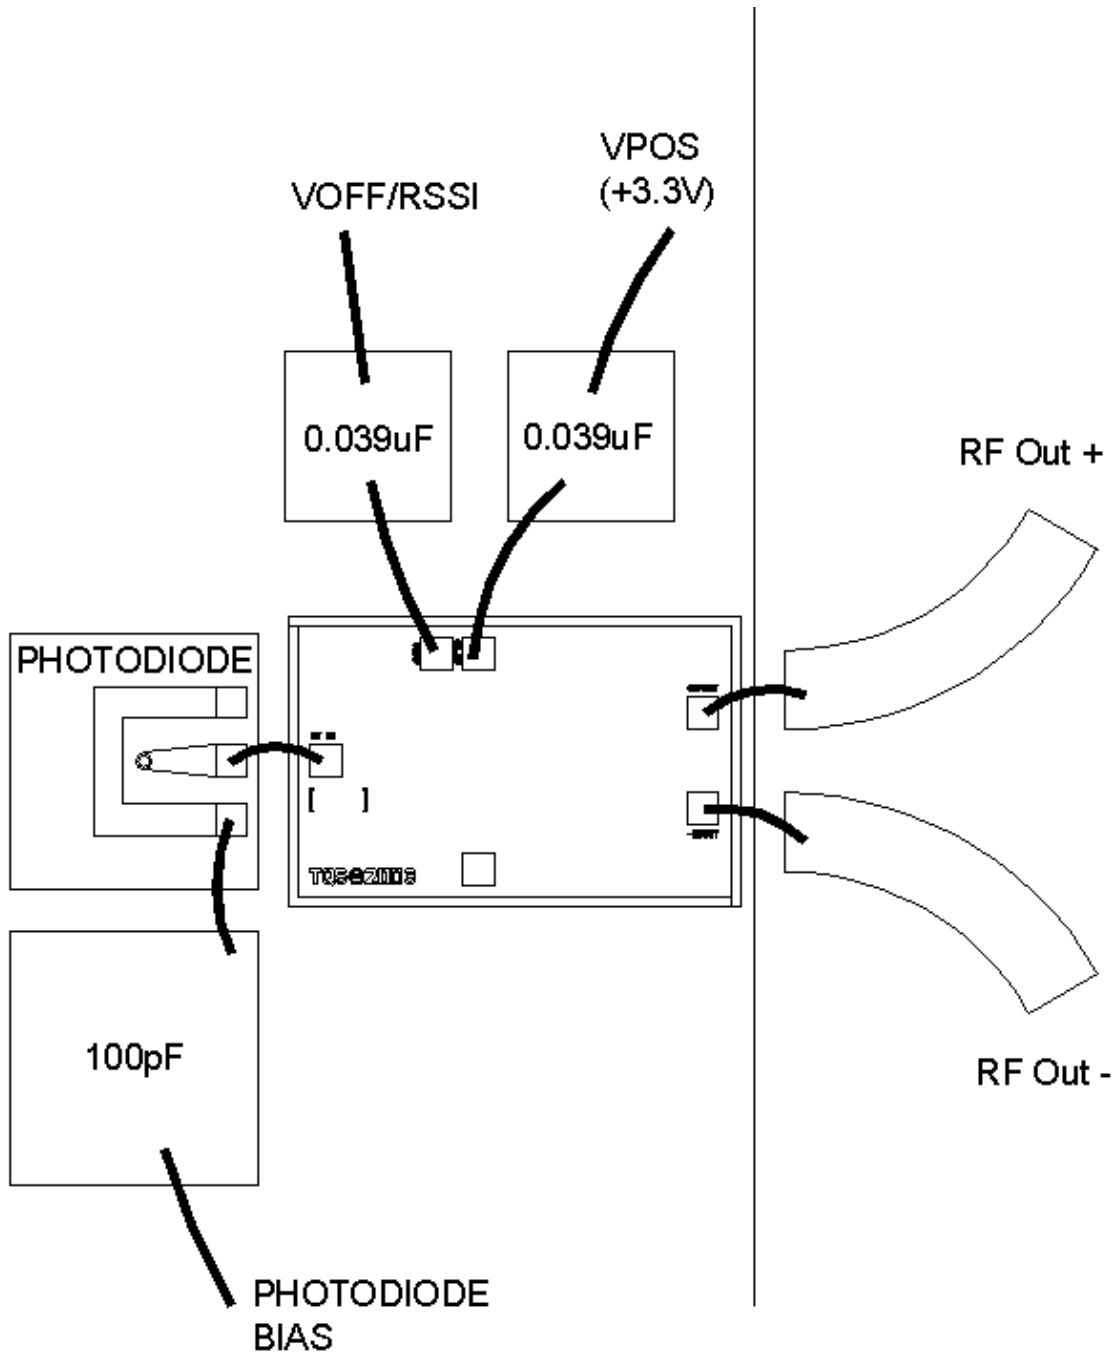 VPOS
(+3.3V)
VOFF/RSSI
0.039uF
0.039uF
RF Out +
PHOTODIODE
[ ]
100pF
RF Out -
PHOTODIODE
BIAS